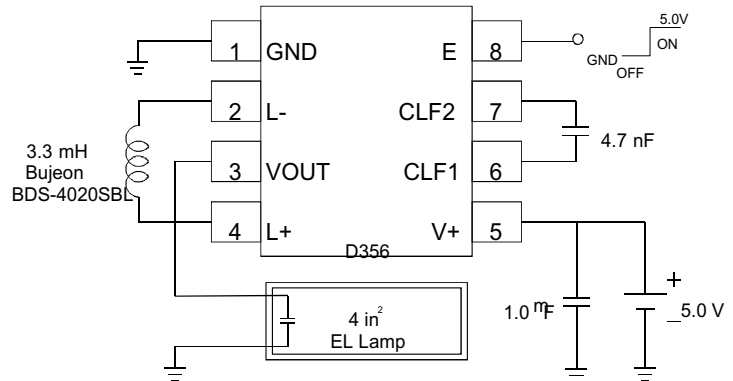 1 GND
2 L-
3 VOUT
4 L+
E 8
CLF2 7
CLF1 6
V+ 5
D356
3.3 mH
Bujeon
BDS-4020SBL
5.0V
ON
GND
OFF
4.7 nF
4 in²
EL Lamp
1.0 mF
+
_ 5.0 V